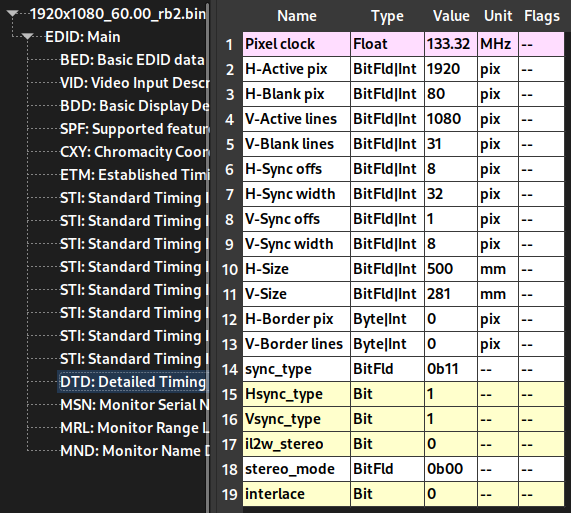 1920x1080_60.00_rb2.bin
EDID: Main
BED: Basic EDID data
VID: Video Input Descr
BDD: Basic Display De
SPF: Supported featur
CXY: Chromacity Coor
ETM: Established Timi
STI: Standard Timing I
STI: Standard Timing I
STI: Standard Timing I
STI: Standard Timing I
STI: Standard Timing I
STI: Standard Timing I
STI: Standard Timing I
STI: Standard Timing I
DTD: Detailed Timing
MSN: Monitor Serial N
MRL: Monitor Range L
MND: Monitor Name D
Name Type Value Unit Flags
1 Pixel clock Float 133.32 MHz --
2 H-Active pix BitFld|Int 1920 pix --
3 H-Blank pix BitFld|Int 80 pix --
4 V-Active lines BitFld|Int 1080 pix --
5 V-Blank lines BitFld|Int 31 pix --
6 H-Sync offs BitFld|Int 8 pix --
7 H-Sync width BitFld|Int 32 pix --
8 V-Sync offs BitFld|Int 1 pix --
9 V-Sync width BitFld|Int 8 pix --
10 H-Size BitFld|Int 500 mm --
11 V-Size BitFld|Int 281 mm --
12 H-Border pix Byte|Int 0 pix --
13 V-Border lines Byte|Int 0 pix --
14 sync_type BitFld 0b11 -- --
15 Hsync_type Bit 1 -- --
16 Vsync_type Bit 1 -- --
17 il2w_stereo Bit 0 -- --
18 stereo_mode BitFld 0b00 -- --
19 interlace Bit 0 -- --